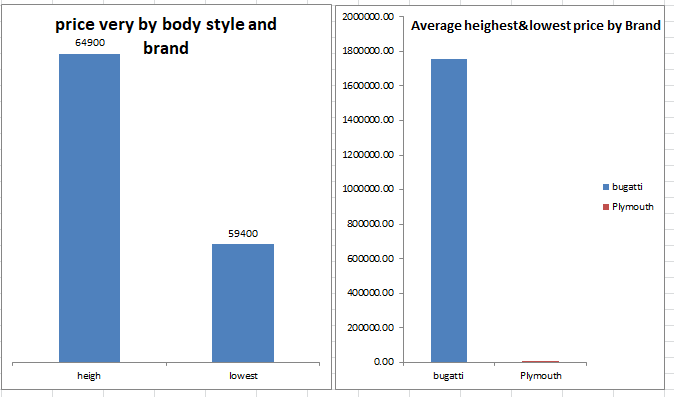 price very by body style and
brand
64900
59400
heigh
lowest
Average heighest&lowest price by Brand
2000000.00
1800000.00
1600000.00
1400000.00
1200000.00
1000000.00
800000.00
600000.00
400000.00
200000.00
0.00
bugatti
Plymouth
bugatti
Plymouth